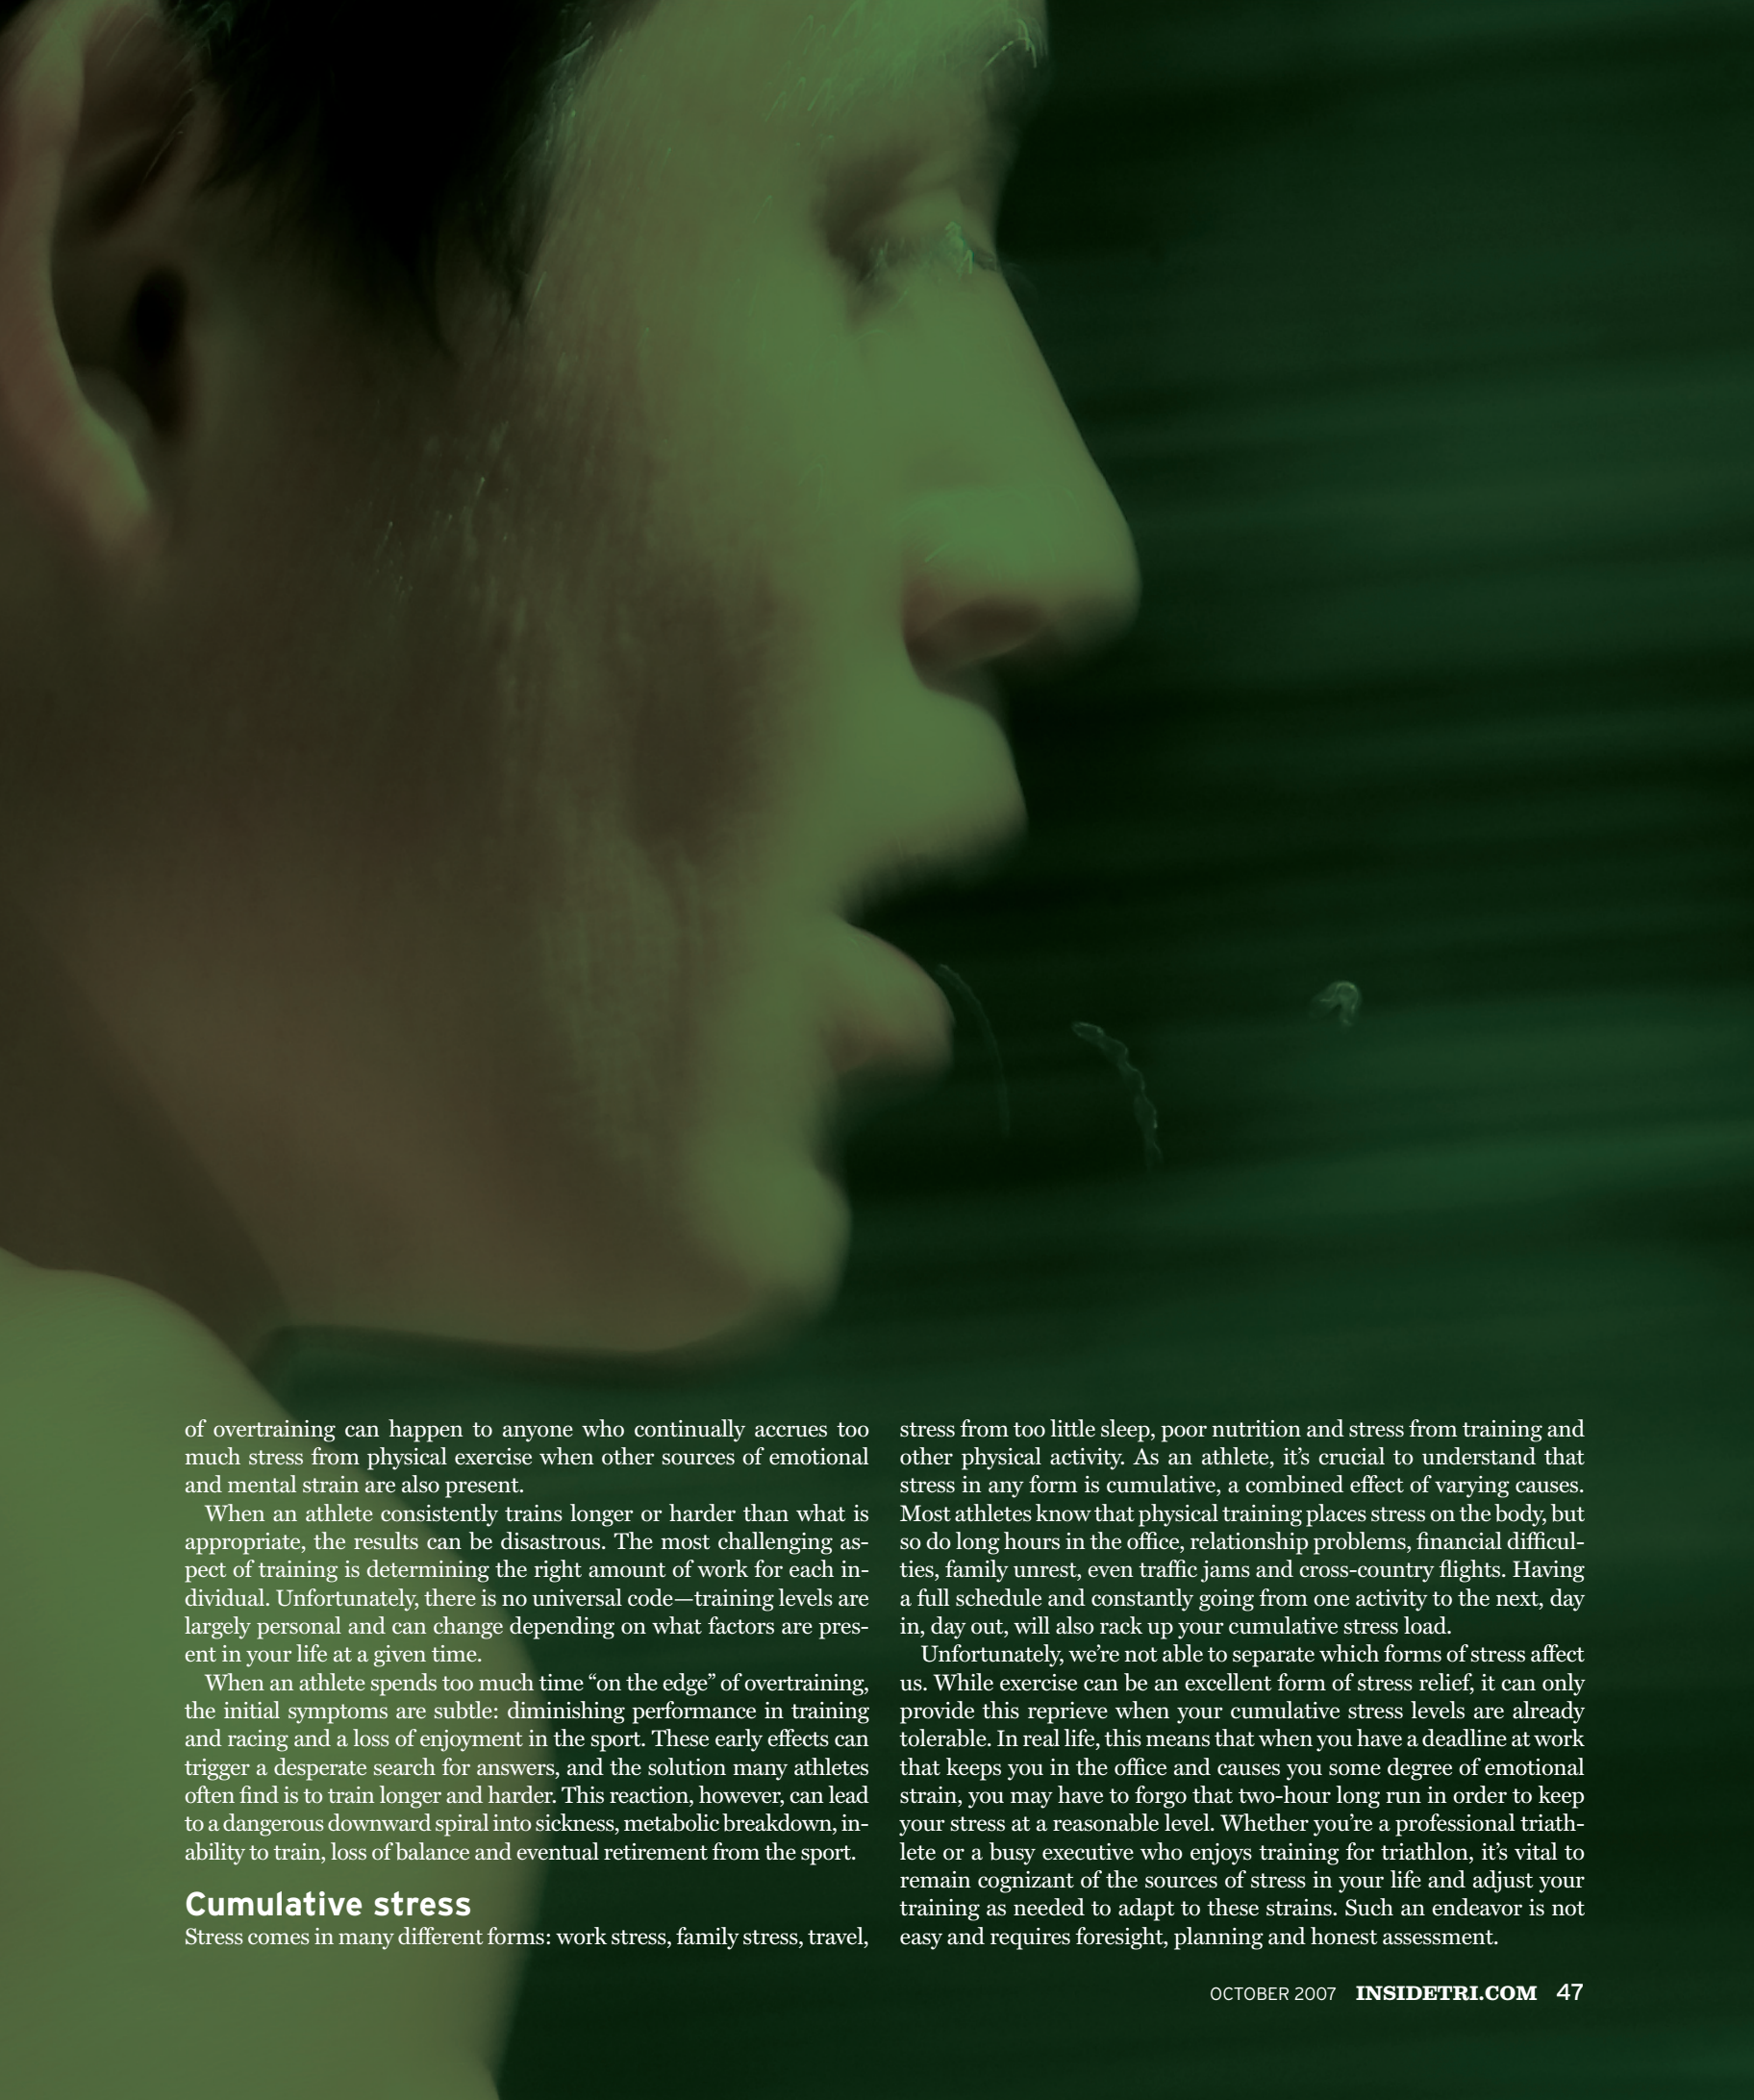 of overtraining can happen to anyone who continually accrues too
much stress from physical exercise when other sources of emotional
and mental strain are also present.
When an athlete consistently trains longer or harder than what is
appropriate, the results can be disastrous. The most challenging as-
pect of training is determining the right amount of work for each in-
dividual. Unfortunately, there is no universal code—training levels are
largely personal and can change depending on what factors are pres-
ent in your life at a given time.
When an athlete spends too much time “on the edge” of overtraining,
the initial symptoms are subtle: diminishing performance in training
and racing and a loss of enjoyment in the sport. These early effects can
trigger a desperate search for answers, and the solution many athletes
often find is to train longer and harder. This reaction, however, can lead
to a dangerous downward spiral into sickness, metabolic breakdown, in-
ability to train, loss of balance and eventual retirement from the sport.
Cumulative stress
Stress comes in many different forms: work stress, family stress, travel,
stress from too little sleep, poor nutrition and stress from training and
other physical activity. As an athlete, it’s crucial to understand that
stress in any form is cumulative, a combined effect of varying causes.
Most athletes know that physical training places stress on the body, but
so do long hours in the office, relationship problems, financial difficul-
ties, family unrest, even traffic jams and cross-country flights. Having
a full schedule and constantly going from one activity to the next, day
in, day out, will also rack up your cumulative stress load.
Unfortunately, we’re not able to separate which forms of stress affect
us. While exercise can be an excellent form of stress relief, it can only
provide this reprieve when your cumulative stress levels are already
tolerable. In real life, this means that when you have a deadline at work
that keeps you in the office and causes you some degree of emotional
strain, you may have to forgo that two-hour long run in order to keep
your stress at a reasonable level. Whether you’re a professional triath-
lete or a busy executive who enjoys training for triathlon, it’s vital to
remain cognizant of the sources of stress in your life and adjust your
training as needed to adapt to these strains. Such an endeavor is not
easy and requires foresight, planning and honest assessment.
OCTOBER 2007 INSIDETRI.COM 47